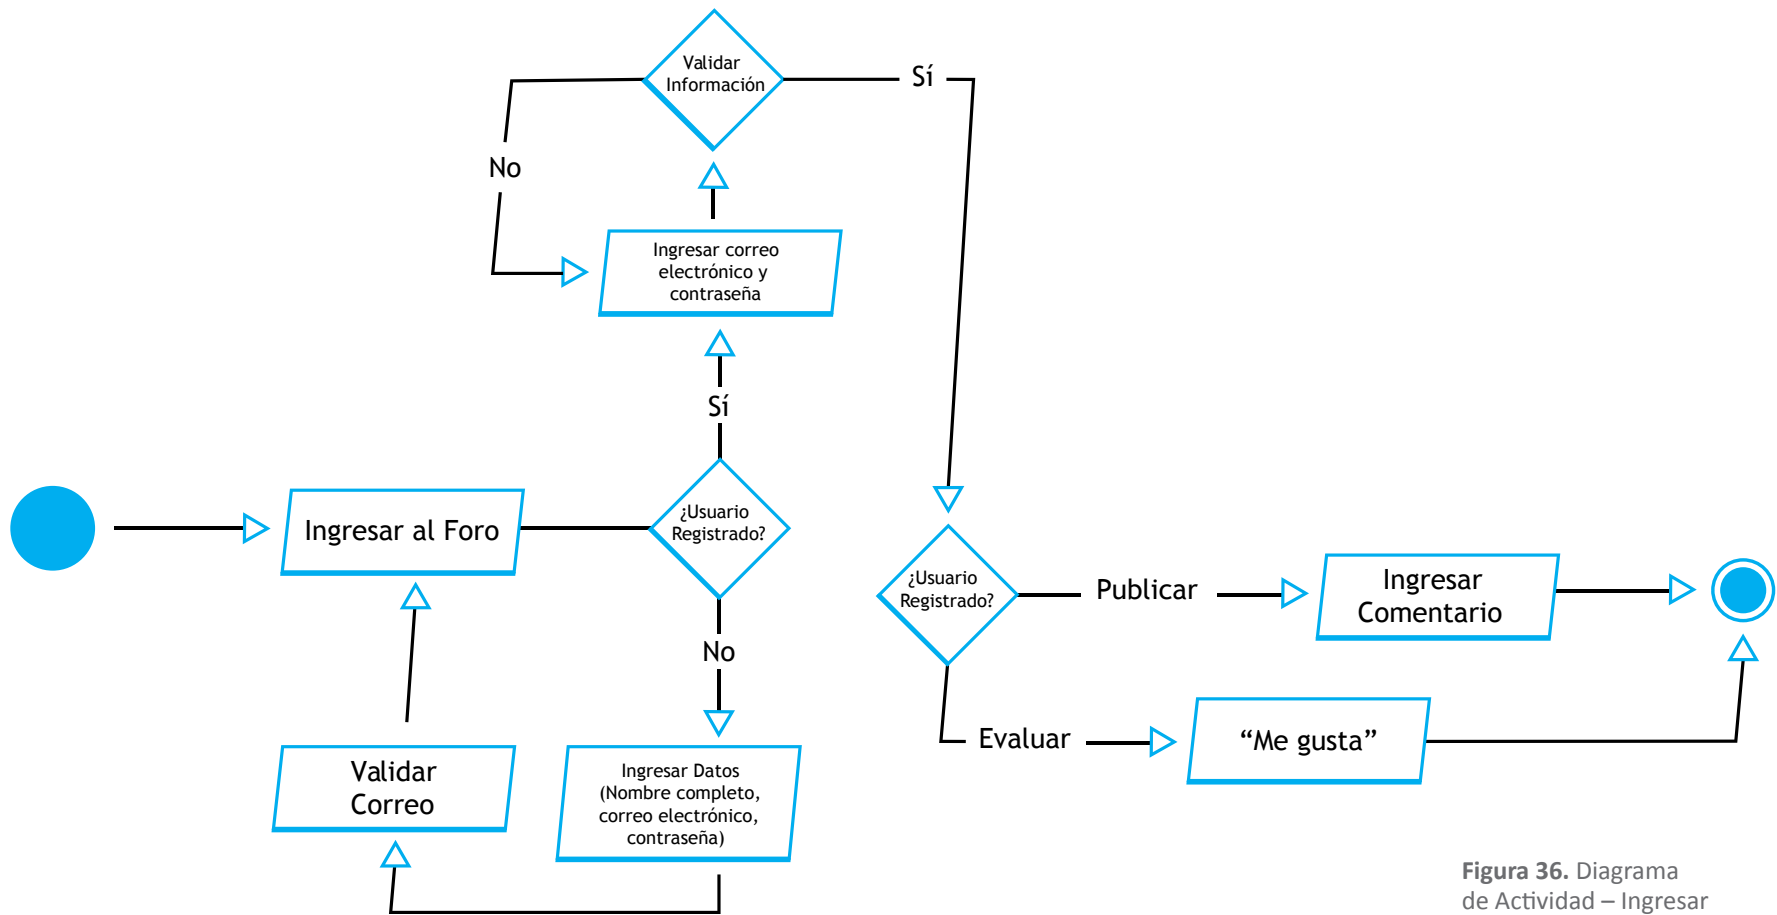 Validar
Información
Sí
No
Ingresar correo
electrónico y
contraseña
Sí
Ingresar al Foro
¿Usuario
Registrado?
No
Validar
Correo
Ingresar Datos
(Nombre completo,
correo electrónico,
contraseña)
¿Usuario
Registrado?
Publicar
Ingresar
Comentario
Evaluar
“Me gusta”
Figura 36. Diagrama
de Actividad – Ingresar